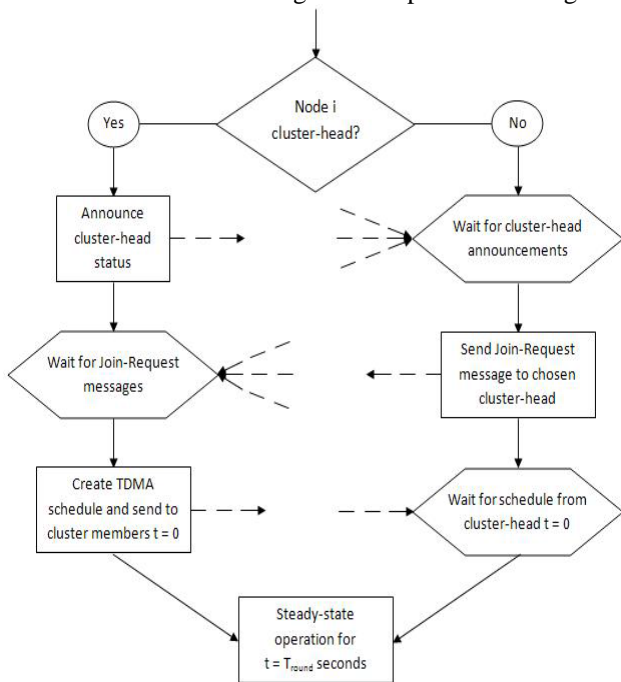 Node i
cluster-head?
Yes
No
Announce
cluster-head
status
Wait for cluster-head
announcements
Wait for Join-Request
messages
Send Join-Request
message to chosen
cluster-head
Create TDMA
schedule and send to
cluster members t = 0
Wait for schedule from
cluster-head t = 0
Steady-state
operation for
t = Tround seconds